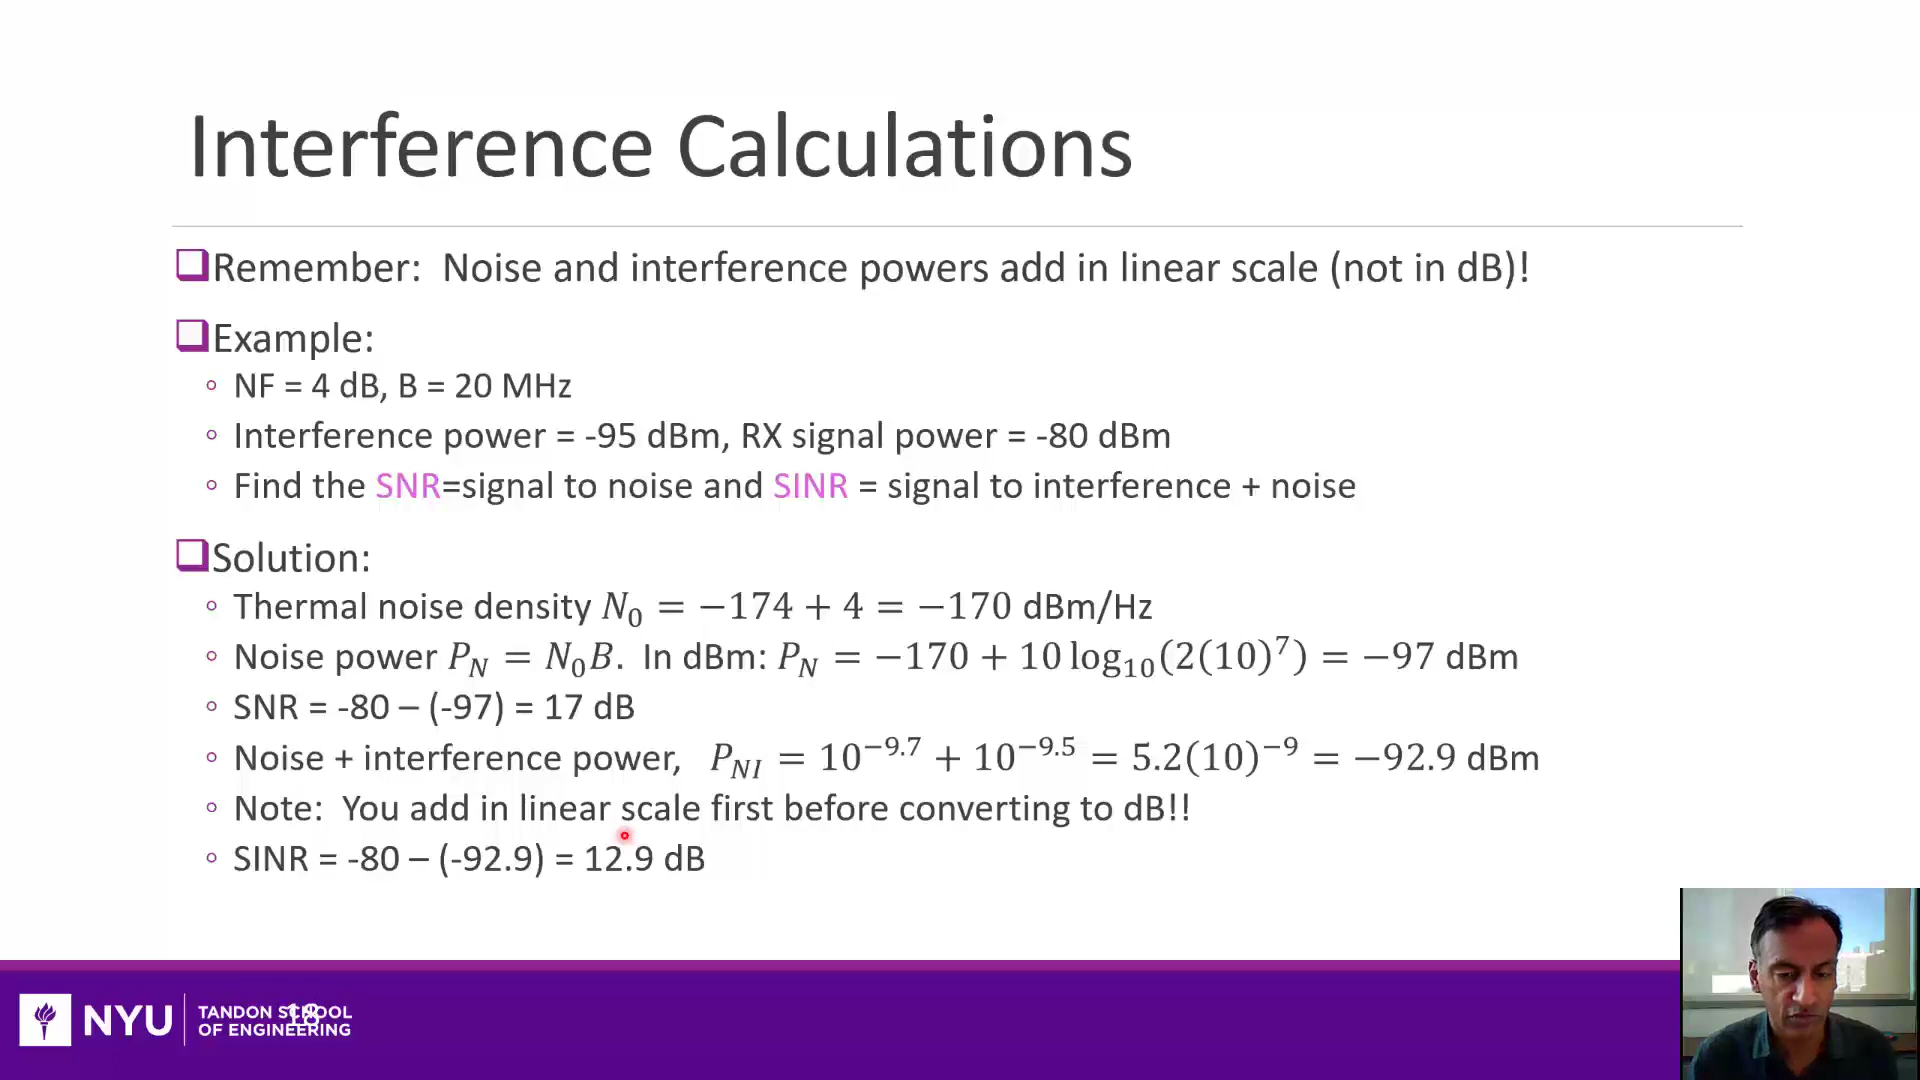 Interference Calculations
Remember: Noise and interference powers add in linear scale (not in dB)!
Example:
◦ NF = 4 dB, B = 20 MHz
◦ Interference power = -95 dBm, RX signal power = -80 dBm
◦ Find the SNR=signal to noise and SINR = signal to interference + noise
Solution:
◦ Thermal noise density N₀ = −174 + 4 = −170 dBm/Hz
◦ Noise power P_N = N₀B. In dBm: P_N = −170 + 10 log₁₀(2(10)⁷) = −97 dBm
◦ SNR = -80 – (-97) = 17 dB
◦ Noise + interference power, P_NI = 10^−9.7 + 10^−9.5 = 5.2(10)^−9 = −92.9 dBm
◦ Note: You add in linear scale first before converting to dB!!
◦ SINR = -80 – (-92.9) = 12.9 dB
NYU
TANDON SCHOOL
OF ENGINEERING
18